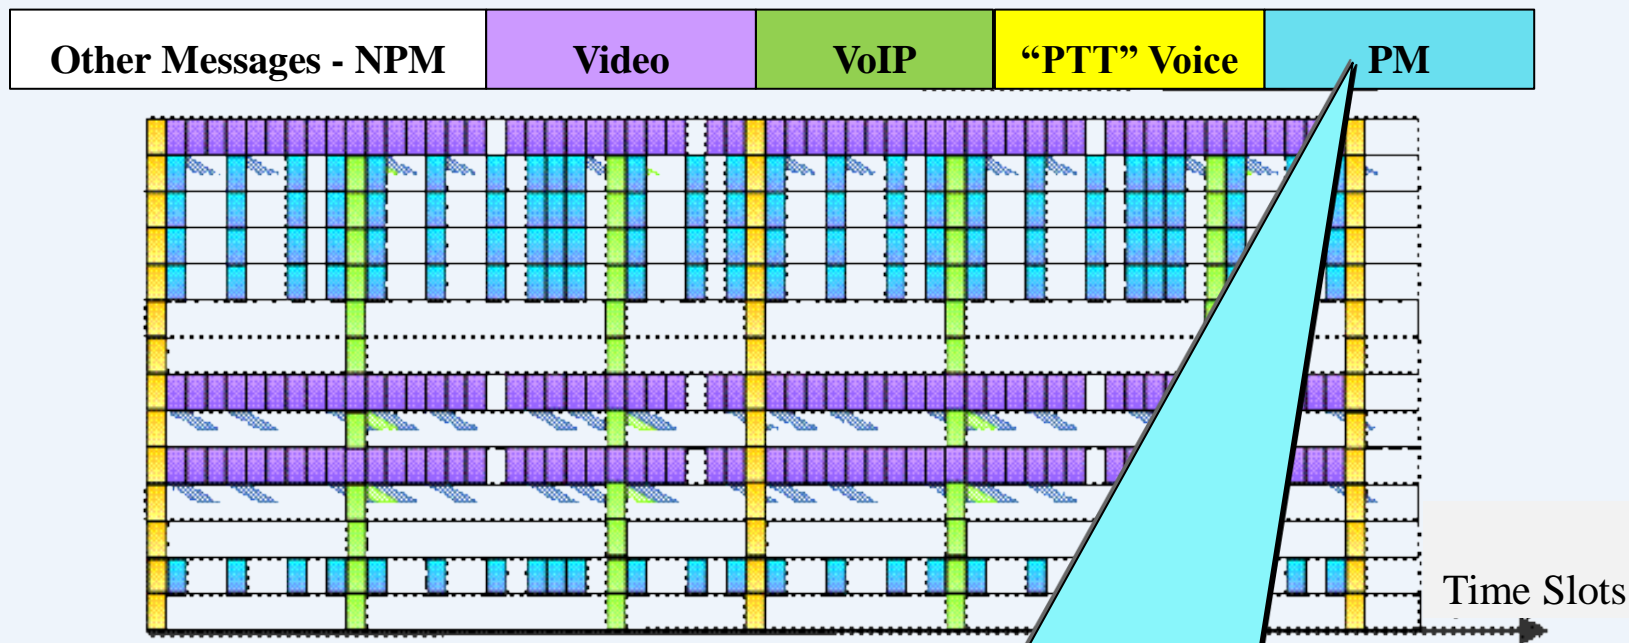 Other Messages - NPM
Video
VoIP
“PTT” Voice
PM
Time Slots